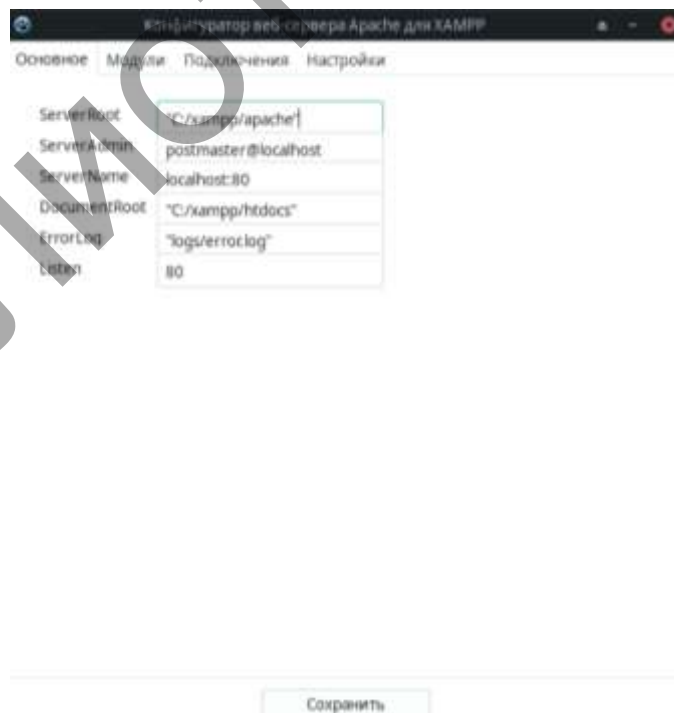 Конфигуратор веб-сервера Apache для XAMPP
Основное Модули Подключения Настройки
ServerRoot "C:/xampp/apache"
ServerAdmin postmaster@localhost
ServerName localhost:80
DocumentRoot "C:/xampp/htdocs"
ErrorLog "logs/error.log"
Listen 80
Сохранить